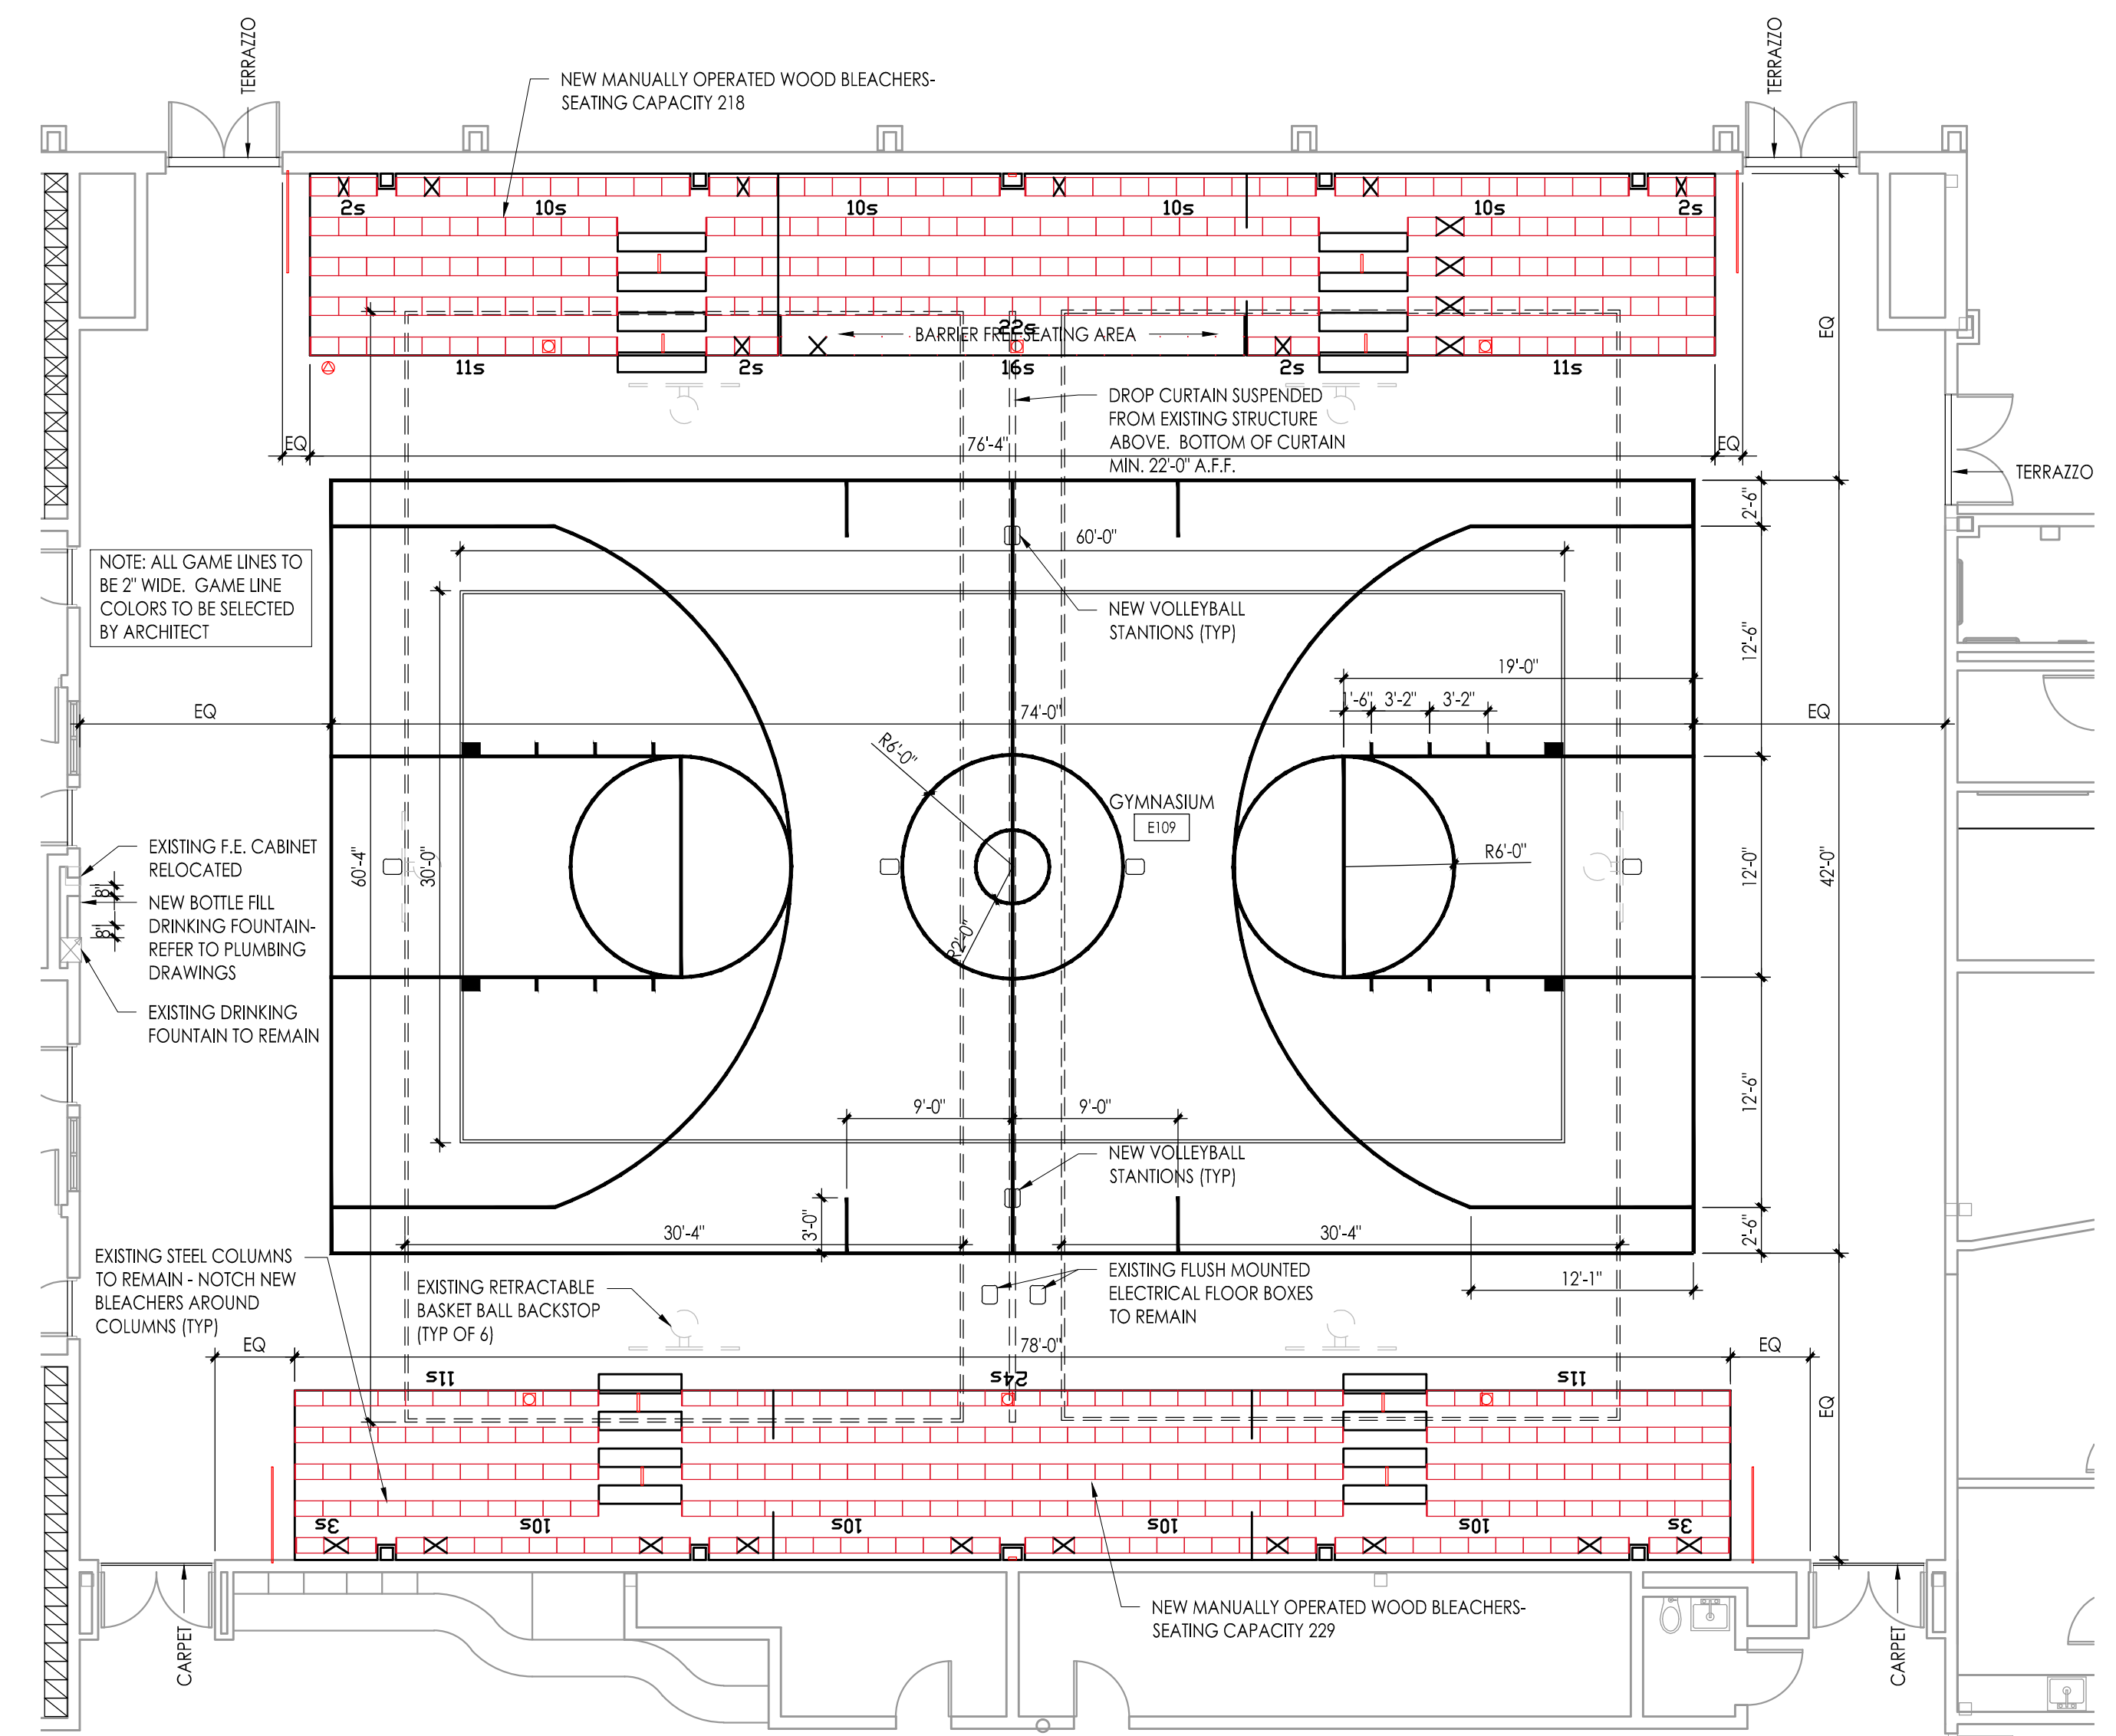 TERRAZZO
TERRAZZO
NEW MANUALLY OPERATED WOOD BLEACHERS-
SEATING CAPACITY 218
2s
10s
10s
10s
10s
2s
22s
BARRIER FREE SEATING AREA
11s
2s
16s
2s
11s
EQ
DROP CURTAIN SUSPENDED
FROM EXISTING STRUCTURE
ABOVE. BOTTOM OF CURTAIN
MIN. 22'-0" A.F.F.
EQ
76'-4"
EQ
TERRAZZO
2'-6"
60'-0"
NOTE: ALL GAME LINES TO
BE 2" WIDE. GAME LINE
COLORS TO BE SELECTED
BY ARCHITECT
NEW VOLLEYBALL
STANTIONS (TYP)
12'-6"
19'-0"
1'-6"
3'-2"
3'-2"
EQ
74'-0"
EQ
R6'-0"
GYMNASIUM
E109
EXISTING F.E. CABINET
RELOCATED
60'-4"
30'-0"
R6'-0"
12'-0"
42'-0"
8"
NEW BOTTLE FILL
DRINKING FOUNTAIN-
REFER TO PLUMBING
DRAWINGS
8"
R2'-0"
EXISTING DRINKING
FOUNTAIN TO REMAIN
12'-6"
9'-0"
9'-0"
NEW VOLLEYBALL
STANTIONS (TYP)
3'-0"
30'-4"
30'-4"
2'-6"
EXISTING STEEL COLUMNS
TO REMAIN - NOTCH NEW
BLEACHERS AROUND
COLUMNS (TYP)
EXISTING RETRACTABLE
BASKET BALL BACKSTOP
(TYP OF 6)
EXISTING FLUSH MOUNTED
ELECTRICAL FLOOR BOXES
TO REMAIN
12'-1"
EQ
78'-0"
EQ
11s
24s
11s
EQ
3s
10s
10s
10s
10s
3s
NEW MANUALLY OPERATED WOOD BLEACHERS-
SEATING CAPACITY 229
CARPET
CARPET